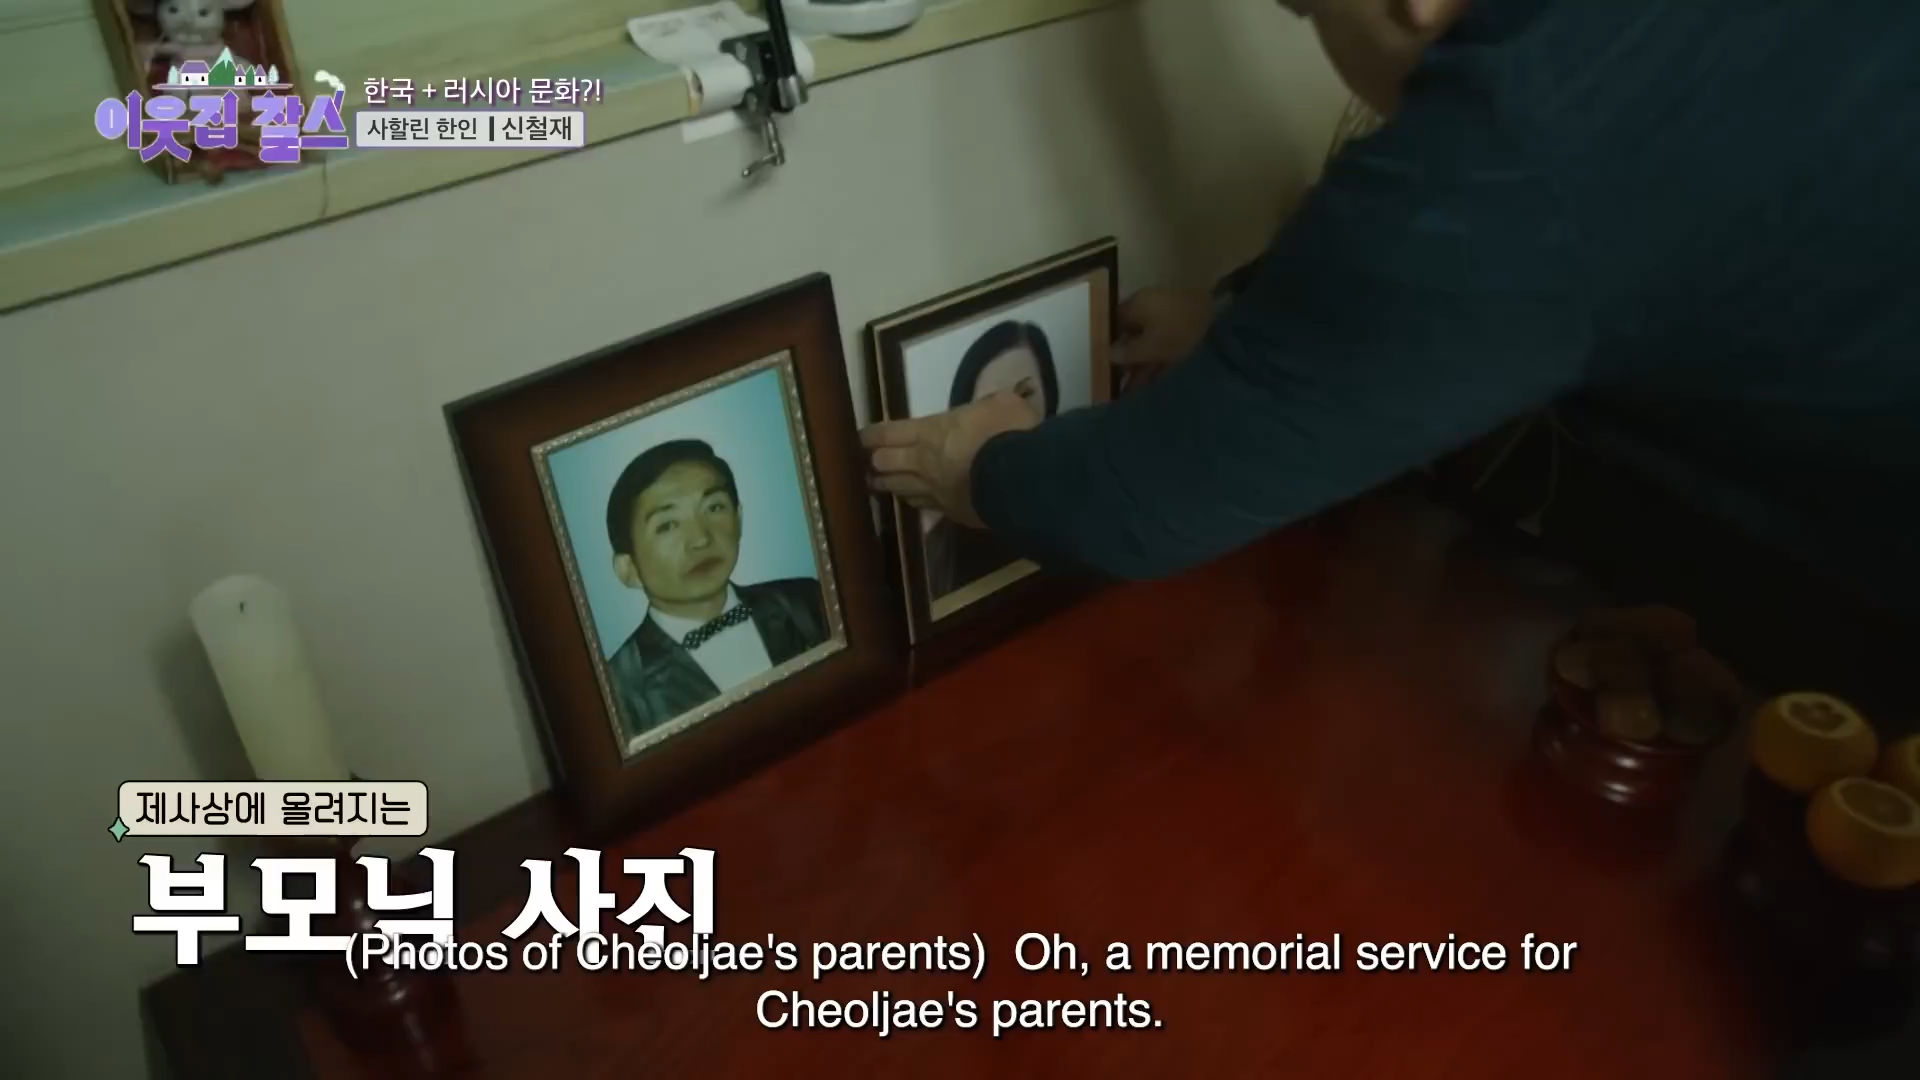 이웃집 찰스
한국 + 러시아 문화?!
사할린 한인 | 신철재
제사상에 올려지는
부모님 사진
(Photos of Cheoljae's parents)  Oh, a memorial service for
Cheoljae's parents.